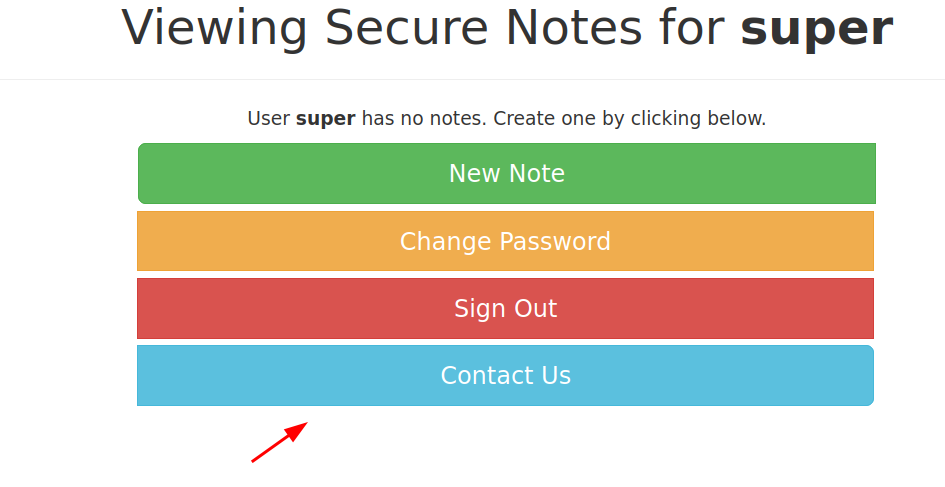 Viewing Secure Notes for super
User super has no notes. Create one by clicking below.
New Note
Change Password
Sign Out
Contact Us